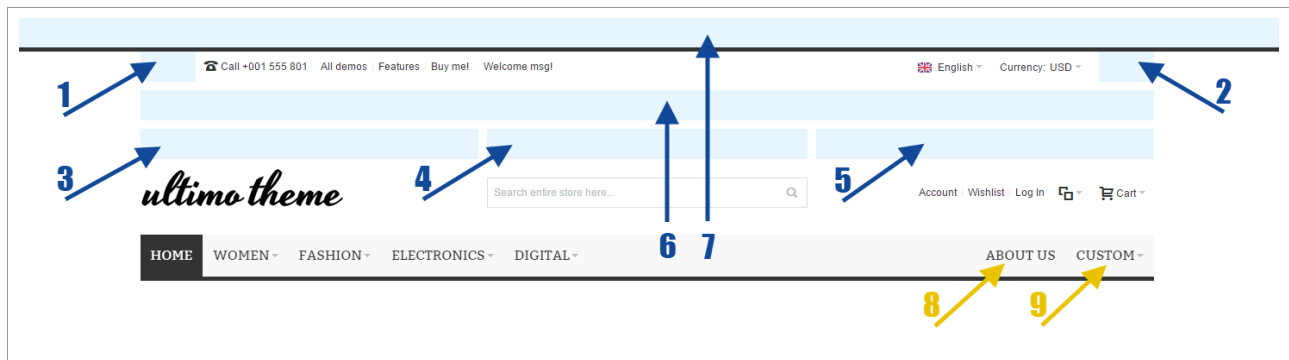 Call +001 555 801 All demos Features Buy me! Welcome msg! English Currency: USD
1 2
3 4 5
ultimo theme Search entire store here... Account Wishlist Log In Cart
6 7
HOME WOMEN FASHION ELECTRONICS DIGITAL ABOUT US CUSTOM
8 9